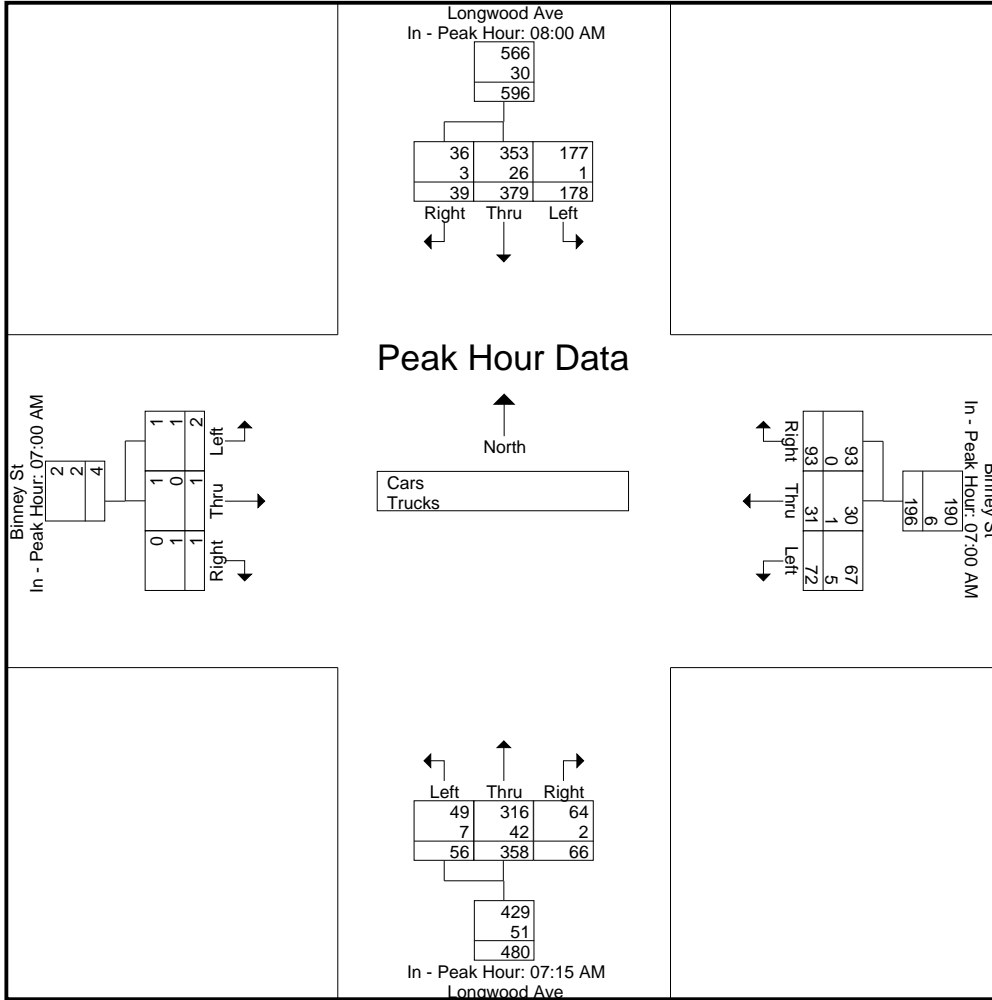 Longwood Ave
In - Peak Hour: 08:00 AM
566
30
596
36 353 177
3 26 1
39 379 178
Right Thru Left
Peak Hour Data
North
Cars
Trucks
Binney St
In - Peak Hour: 07:00 AM
2
2
4
1 1 2
1 0 1
0 1 1
Left
Thru
Right
Binney St
In - Peak Hour: 07:00 AM
190
6
196
93 0 93
30 1 31
67 5 72
Right
Thru
Left
Left Thru Right
49 316 64
7 42 2
56 358 66
429
51
480
In - Peak Hour: 07:15 AM
Longwood Ave